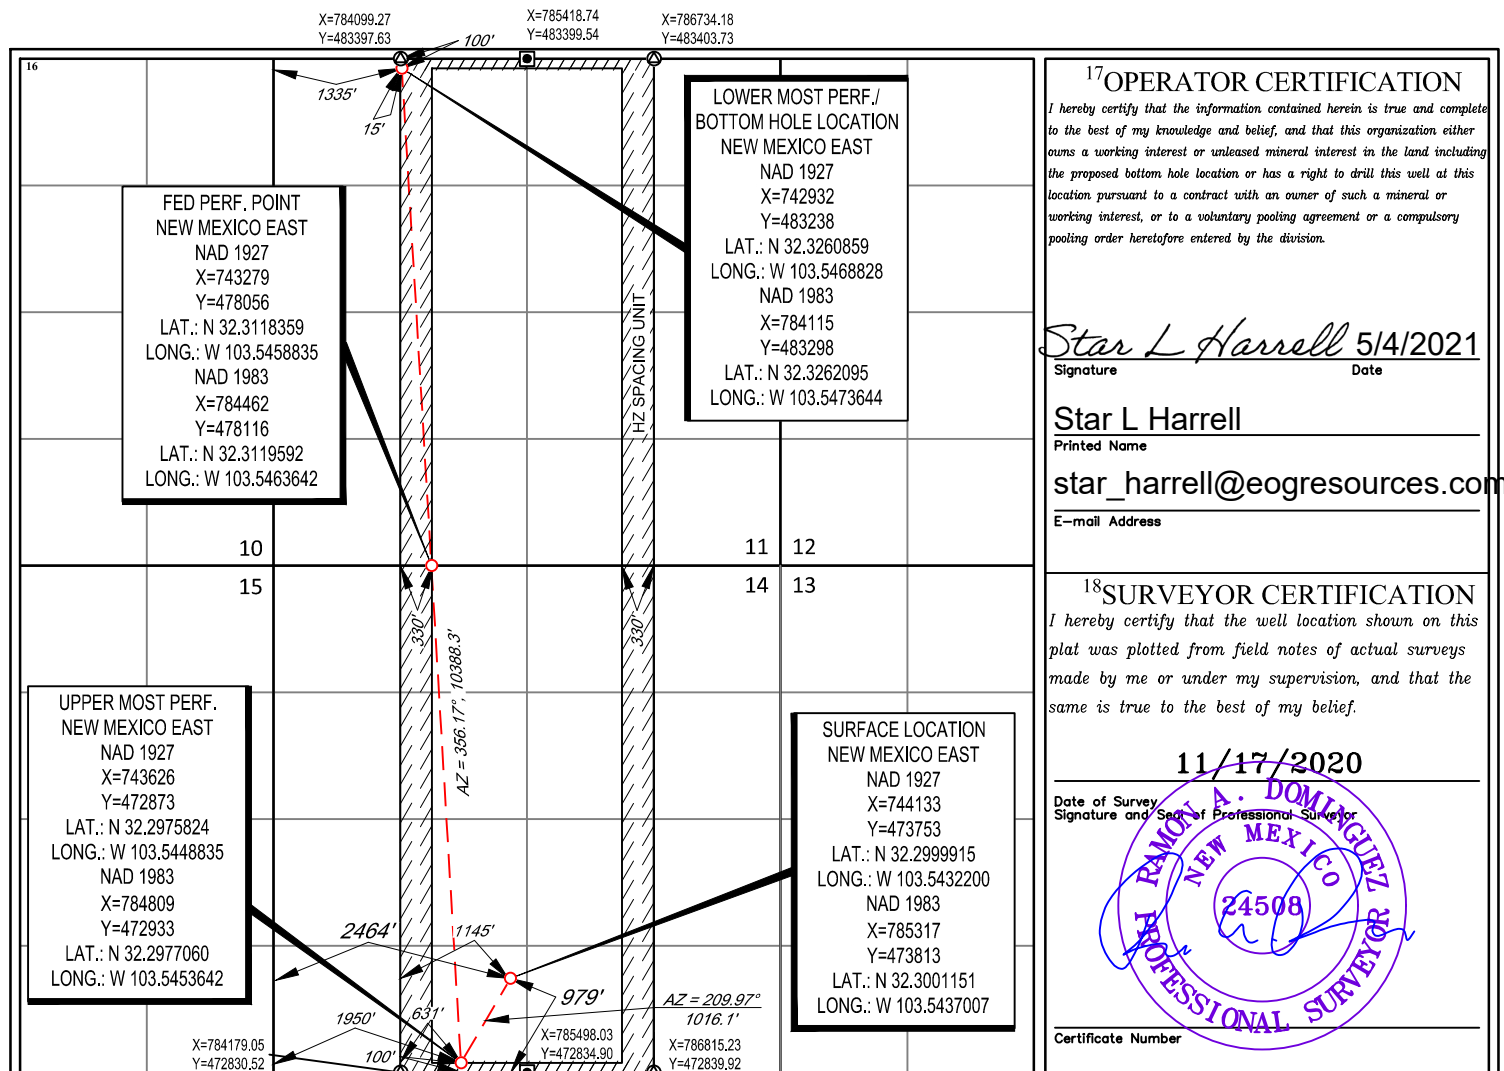 X=784099.27
Y=483397.63
X=785418.74
Y=483399.54
X=786734.18
Y=483403.73
100'
16
1335'
15'
LOWER MOST PERF./
BOTTOM HOLE LOCATION
NEW MEXICO EAST
NAD 1927
X=742932
Y=483238
LAT.: N 32.3260859
LONG.: W 103.5468828
NAD 1983
X=784115
Y=483298
LAT.: N 32.3262095
LONG.: W 103.5473644
FED PERF. POINT
NEW MEXICO EAST
NAD 1927
X=743279
Y=478056
LAT.: N 32.3118359
LONG.: W 103.5458835
NAD 1983
X=784462
Y=478116
LAT.: N 32.3119592
LONG.: W 103.5463642
HZ SPACING UNIT
10
11
12
15
14
13
330'
330'
AZ = 356.17°, 10388.3'
UPPER MOST PERF.
NEW MEXICO EAST
NAD 1927
X=743626
Y=472873
LAT.: N 32.2975824
LONG.: W 103.5448835
NAD 1983
X=784809
Y=472933
LAT.: N 32.2977060
LONG.: W 103.5453642
SURFACE LOCATION
NEW MEXICO EAST
NAD 1927
X=744133
Y=473753
LAT.: N 32.2999915
LONG.: W 103.5432200
NAD 1983
X=785317
Y=473813
LAT.: N 32.3001151
LONG.: W 103.5437007
2464'
1145'
979'
AZ = 209.97°
1016.1'
1950'
631'
100'
X=784179.05
Y=472830.52
X=785498.03
Y=472834.90
X=786815.23
Y=472839.92
17 OPERATOR CERTIFICATION
I hereby certify that the information contained herein is true and complete
to the best of my knowledge and belief, and that this organization either
owns a working interest or unleased mineral interest in the land including
the proposed bottom hole location or has a right to drill this well at this
location pursuant to a contract with an owner of such a mineral or
working interest, or to a voluntary pooling agreement or a compulsory
pooling order heretofore entered by the division.
Star L Harrell 5/4/2021
Signature Date
Star L Harrell
Printed Name
star_harrell@eogresources.com
E-mail Address
18 SURVEYOR CERTIFICATION
I hereby certify that the well location shown on this
plat was plotted from field notes of actual surveys
made by me or under my supervision, and that the
same is true to the best of my belief.
11/17/2020
Date of Survey
Signature and Seal of Professional Surveyor
RAMON A. DOMINGUEZ
NEW MEXICO
24508
PROFESSIONAL SURVEYOR
Certificate Number